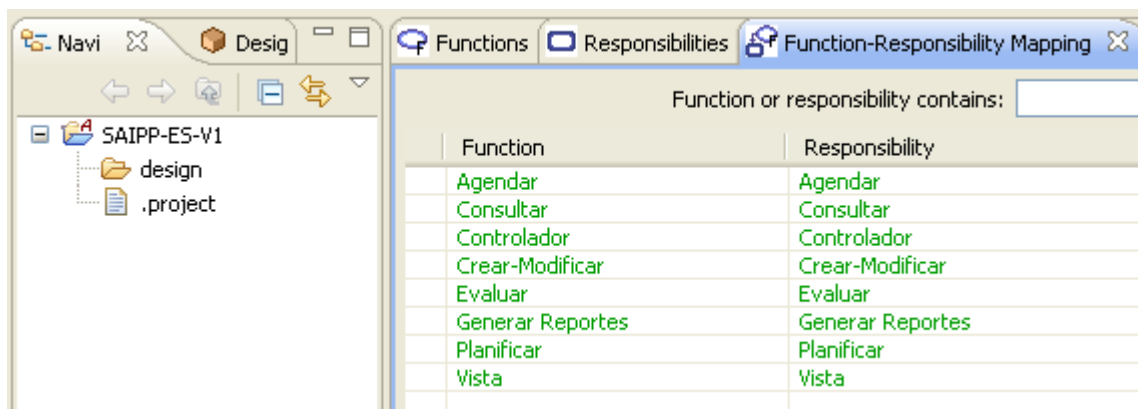 Navi Desig
SAIPP-ES-V1
design
.project
Functions Responsibilities Function-Responsibility Mapping
Function or responsibility contains:
Function Responsibility
Agendar Agendar
Consultar Consultar
Controlador Controlador
Crear-Modificar Crear-Modificar
Evaluar Evaluar
Generar Reportes Generar Reportes
Planificar Planificar
Vista Vista